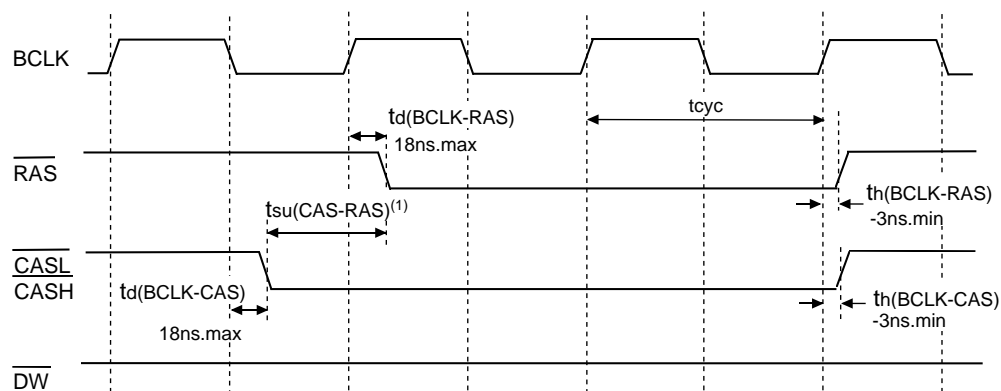 BCLK
td(BCLK-RAS)
18ns.max
tcyc
RAS
tsu(CAS-RAS)(1)
th(BCLK-RAS)
-3ns.min
CASL
CASH
td(BCLK-CAS)
18ns.max
th(BCLK-CAS)
-3ns.min
DW